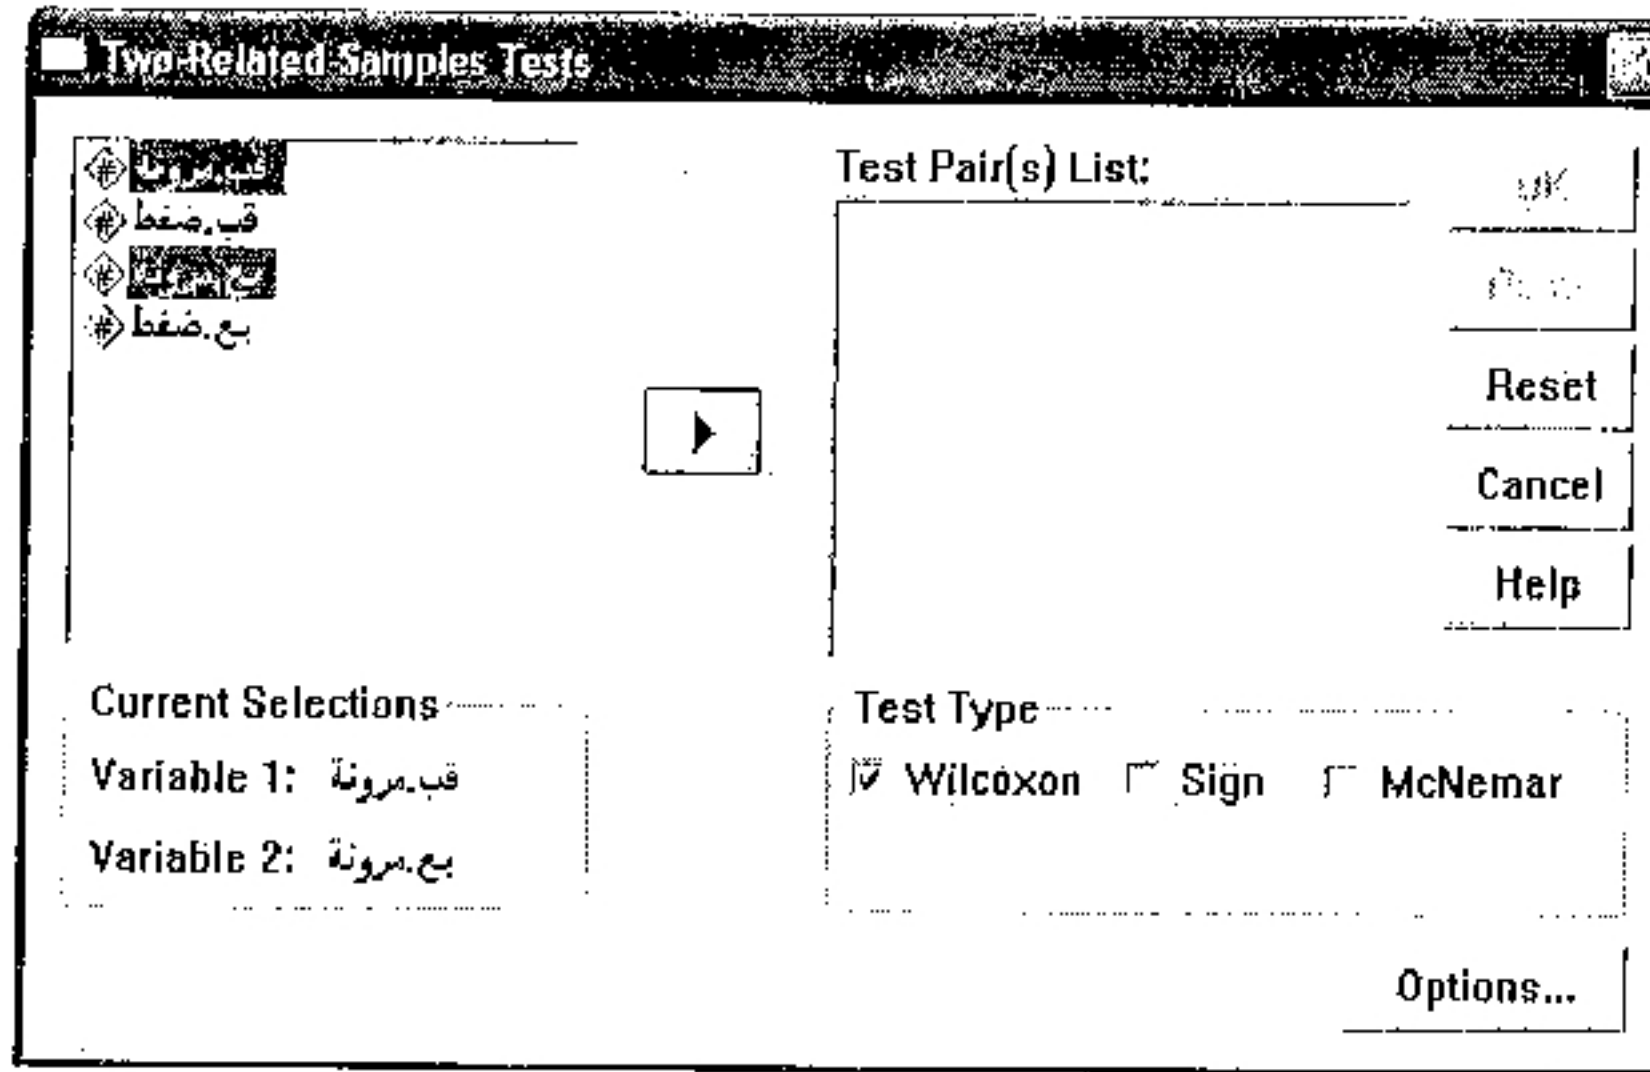 Two-Related-Samples Tests
قب.ضغط
بع.ضغط
Test Pair(s) List:
OK
Reset
Cancel
Help
Current Selections
Variable 1: قب.مرونة
Variable 2: بع.مرونة
Test Type
Wilcoxon Sign McNemar
Options...